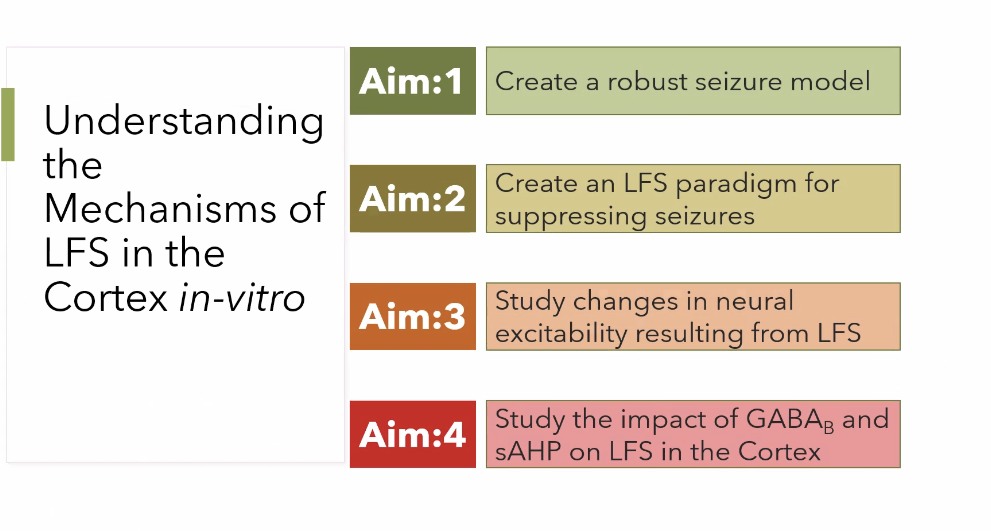 Understanding
the
Mechanisms of
LFS in the
Cortex in-vitro
Aim:1
Create a robust seizure model
Aim:2
Create an LFS paradigm for
suppressing seizures
Aim:3
Study changes in neural
excitability resulting from LFS
Aim:4
Study the impact of GABA_B and
sAHP on LFS in the Cortex